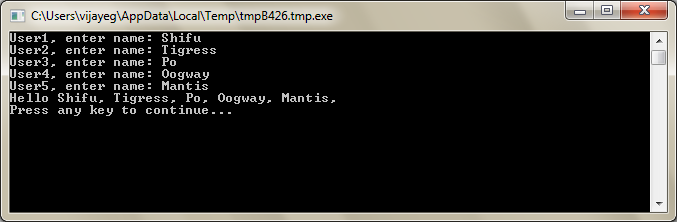 C:\Users\vijayeg\AppData\Local\Temp\tmpB426.tmp.exe
User1, enter name: Shifu
User2, enter name: Tigress
User3, enter name: Po
User4, enter name: Oogway
User5, enter name: Mantis
Hello Shifu, Tigress, Po, Oogway, Mantis,
Press any key to continue...